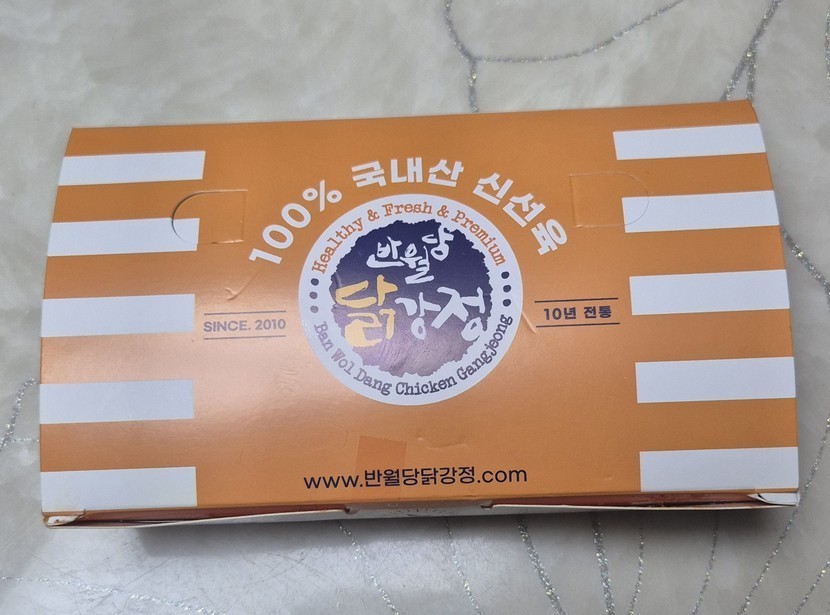 100% 국내산 신선육
Healthy & Fresh & Premium
반월당
닭강정
Ban Wol Dang Chicken Gangjeong
SINCE. 2010
10년 전통
www.반월당닭강정.com